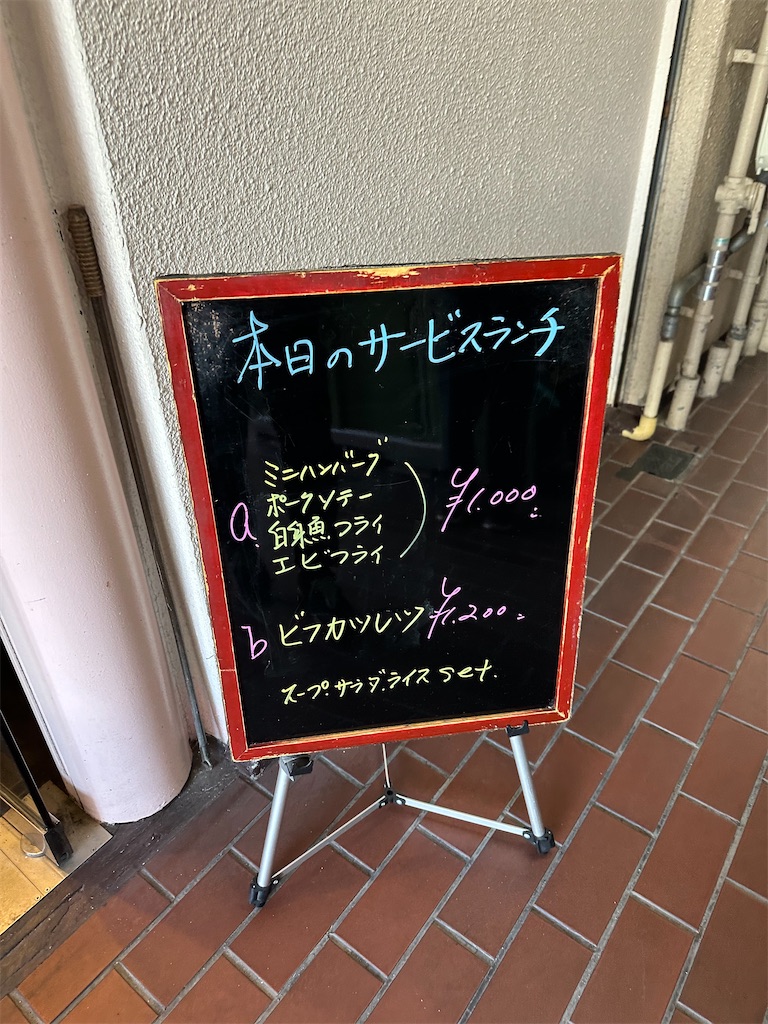 本日のサービスランチ
a. ミニハンバーグ
ポークソテー
白身魚フライ
エビフライ
¥1.000
b ビフカツレツ ¥1.200
スープ.サラダ.ライス set.